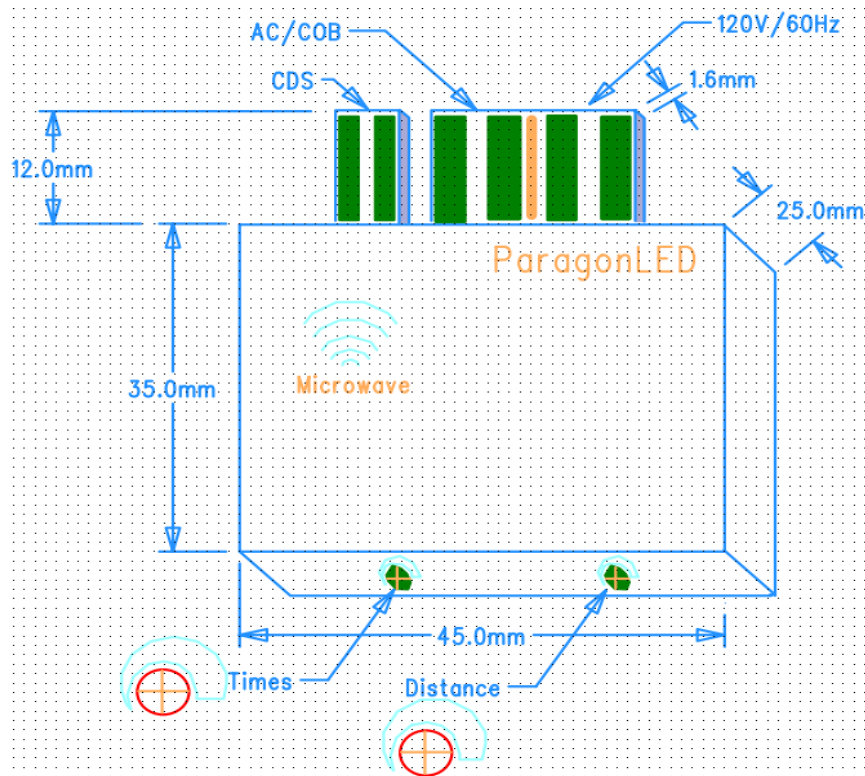 AC/COB
120V/60Hz
CDS
1.6mm
12.0mm
25.0mm
ParagonLED
Microwave
35.0mm
45.0mm
Times
Distance